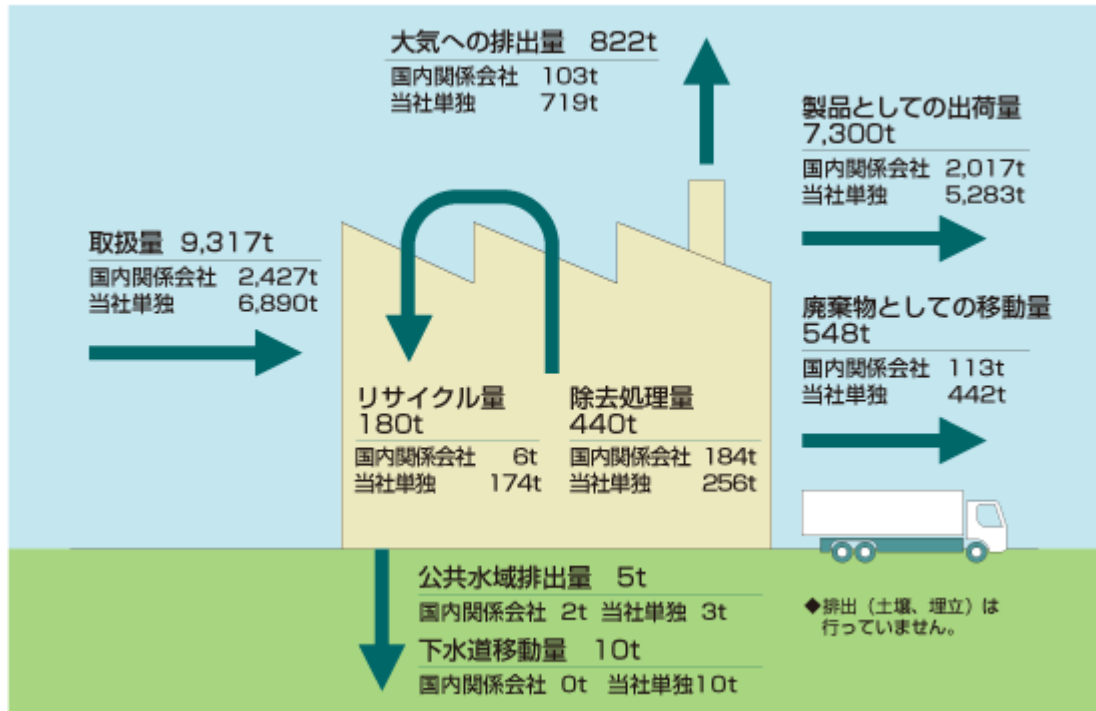 大気への排出量 822t
国内関係会社 103t
当社単独 719t
製品としての出荷量
7,300t
国内関係会社 2,017t
当社単独 5,283t
取扱量 9,317t
国内関係会社 2,427t
当社単独 6,890t
廃棄物としての移動量
548t
国内関係会社 113t
当社単独 442t
リサイクル量
180t
国内関係会社 6t
当社単独 174t
除去処理量
440t
国内関係会社 184t
当社単独 256t
公共水域排出量 5t
国内関係会社 2t 当社単独 3t
下水道移動量 10t
国内関係会社 0t 当社単独10t
◆排出（土壌、埋立）は
行っていません。